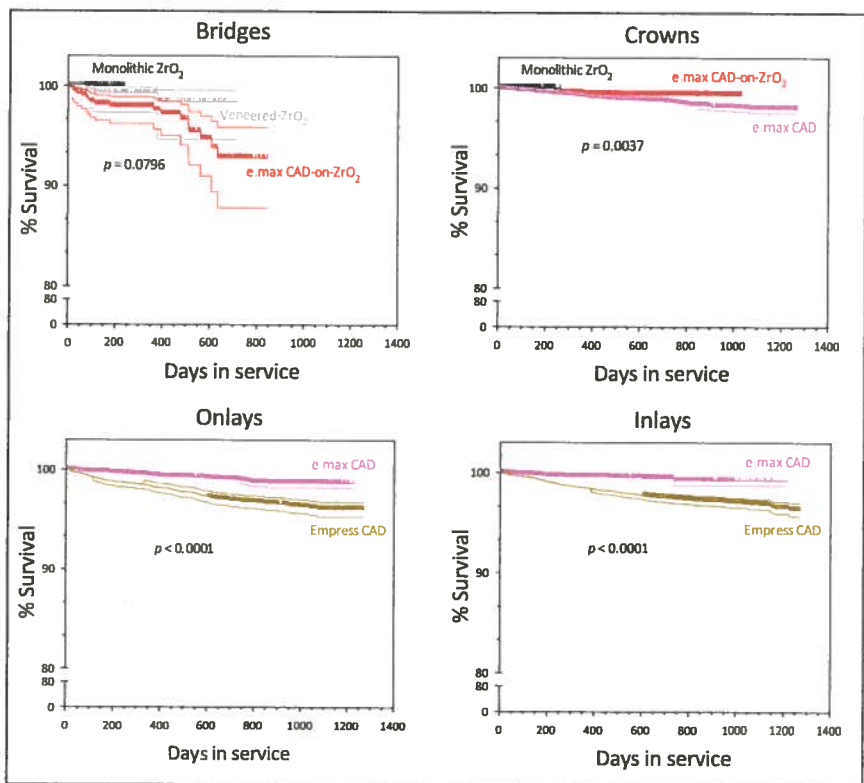 Bridges
Monolithic ZrO₂
Veneered-ZrO₂
e.max CAD-on-ZrO₂
p = 0.0796
% Survival
100
90
80
80
0
0 200 400 600 800 1000 1200 1400
Days in service
Crowns
Monolithic ZrO₂
e.max CAD-on-ZrO₂
e.max CAD
p = 0.0037
% Survival
100
90
80
80
0
0 200 400 600 800 1000 1200 1400
Days in service
Onlays
e.max CAD
Empress CAD
p < 0.0001
% Survival
100
90
80
80
0
0 200 400 600 800 1000 1200 1400
Days in service
Inlays
e.max CAD
Empress CAD
p < 0.0001
% Survival
100
90
80
80
0
0 200 400 600 800 1000 1200 1400
Days in service